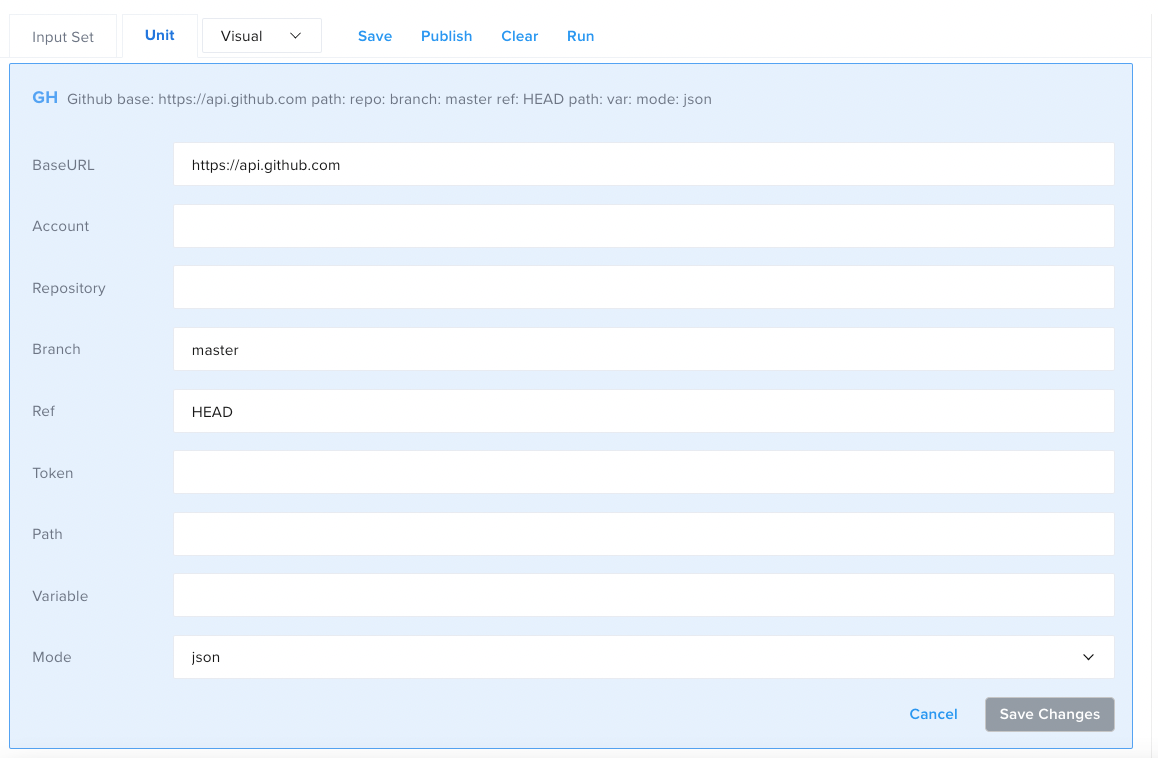 Input Set Unit Visual Save Publish Clear Run
GH Github base: https://api.github.com path: repo: branch: master ref: HEAD path: var: mode: json
BaseURL https://api.github.com
Account
Repository
Branch master
Ref HEAD
Token
Path
Variable
Mode json
Cancel Save Changes